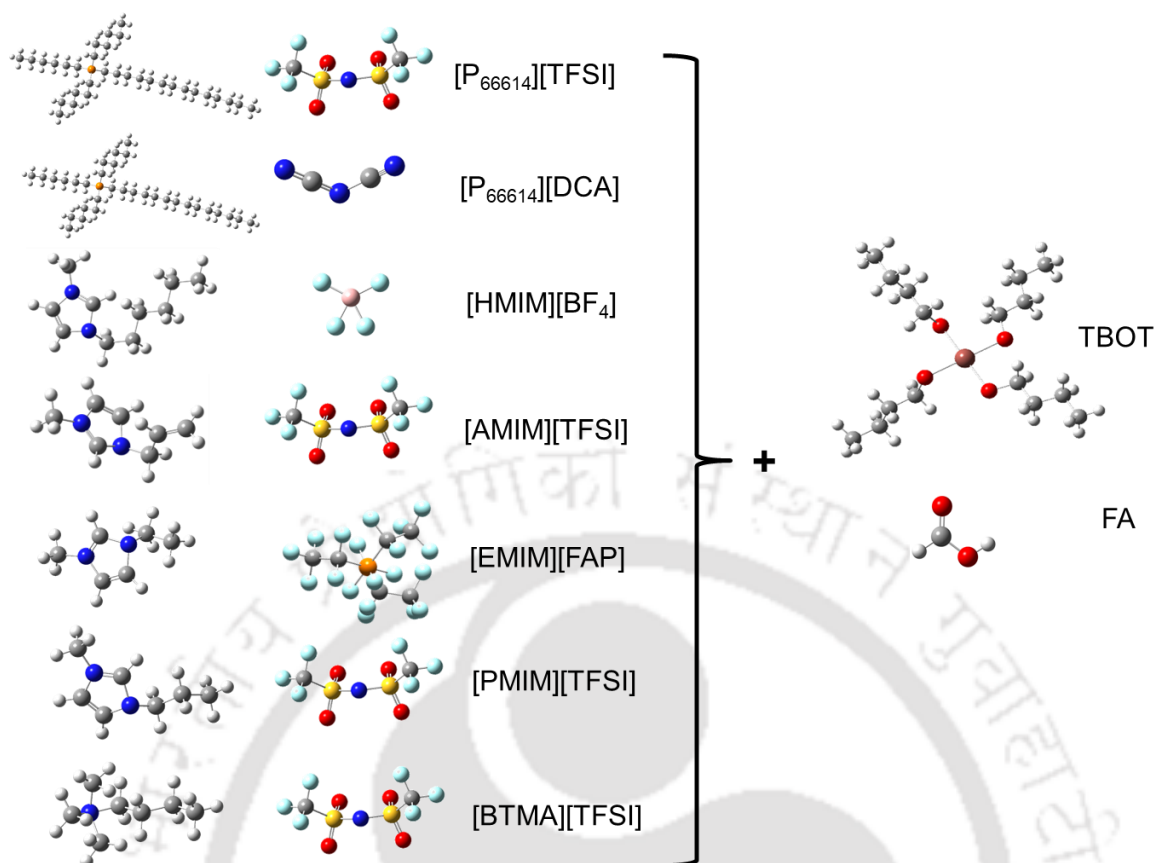 [P₆₆₆₁₄][TFSI]
[P₆₆₆₁₄][DCA]
[HMIM][BF₄]
[AMIM][TFSI]
[EMIM][FAP]
[PMIM][TFSI]
[BTMA][TFSI]
+
TBOT
FA